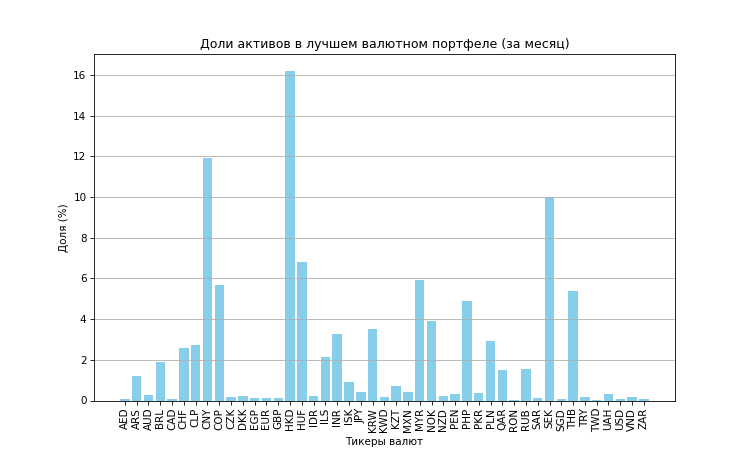 Доли активов в лучшем валютном портфеле (за месяц)
Доля (%)
16
14
12
10
8
6
4
2
0
AED ARS AUD BRL CAD CHF CLP CNY COP CZK DKK EGP EUR GBP HKD HUF IDR ILS INR ISK JPY KRW KWD KZT MXN MYR NOK NZD PEN PHP PKR PLN QAR RON RUB SAR SEK SGD THB TRY TWD UAH USD VND ZAR
Тикеры валют